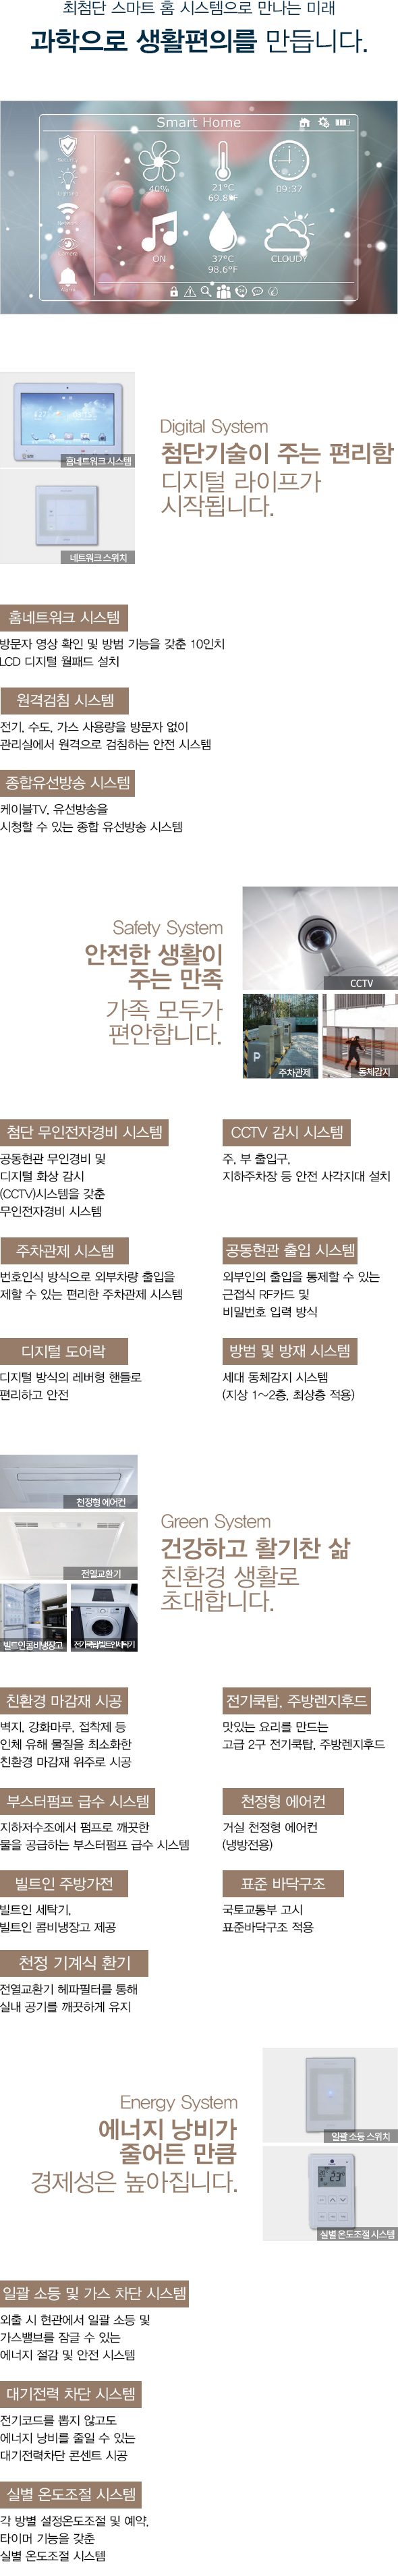 최첨단 스마트 홈 시스템으로 만나는 미래
과학으로 생활편의를 만듭니다.
Smart Home
Security
Lighting
40%
21°C
69.8°F
09:37
ON
37°C
98.6°F
CLOUDY
홈네트워크 시스템
네트워크 스위치
Digital System
첨단기술이 주는 편리함
디지털 라이프가
시작됩니다.
홈네트워크 시스템
방문자 영상 확인 및 방범 기능을 갖춘 10인치
LCD 디지털 월패드 설치
원격검침 시스템
전기, 수도, 가스 사용량을 방문자 없이
관리실에서 원격으로 검침하는 안전 시스템
종합유선방송 시스템
케이블TV, 유선방송을
시청할 수 있는 종합 유선방송 시스템
Safety System
안전한 생활이
주는 만족
가족 모두가
편안합니다.
CCTV
P
주차관제
동체감지
첨단 무인전자경비 시스템
공동현관 무인경비 및
디지털 화상 감시
(CCTV)시스템을 갖춘
무인전자경비 시스템
CCTV 감시 시스템
주, 부 출입구,
지하주차장 등 안전 사각지대 설치
주차관제 시스템
번호인식 방식으로 외부차량 출입을
제할 수 있는 편리한 주차관제 시스템
공동현관 출입 시스템
외부인의 출입을 통제할 수 있는
근접식 RF카드 및
비밀번호 입력 방식
디지털 도어락
디지털 방식의 레버형 핸들로
편리하고 안전
방범 및 방재 시스템
세대 동체감지 시스템
(지상 1~2층, 최상층 적용)
천정형 에어컨
전열교환기
빌트인 콤비냉장고
전기쿡탑/빌트인세탁기
Green System
건강하고 활기찬 삶
친환경 생활로
초대합니다.
친환경 마감재 시공
벽지, 강화마루, 접착제 등
인체 유해 물질을 최소화한
친환경 마감재 위주로 시공
전기쿡탑, 주방렌지후드
맛있는 요리를 만드는
고급 2구 전기쿡탑, 주방렌지후드
부스터펌프 급수 시스템
지하저수조에서 펌프로 깨끗한
물을 공급하는 부스터펌프 급수 시스템
천정형 에어컨
거실 천정형 에어컨
(냉방전용)
빌트인 주방가전
빌트인 세탁기,
빌트인 콤비냉장고 제공
표준 바닥구조
국토교통부 고시
표준바닥구조 적용
천정 기계식 환기
전열교환기 헤파필터를 통해
실내 공기를 깨끗하게 유지
Energy System
에너지 낭비가
줄어든 만큼
경제성은 높아집니다.
일괄 소등 스위치
23°
실별 온도조절 시스템
일괄 소등 및 가스 차단 시스템
외출 시 현관에서 일괄 소등 및
가스밸브를 잠글 수 있는
에너지 절감 및 안전 시스템
대기전력 차단 시스템
전기코드를 뽑지 않고도
에너지 낭비를 줄일 수 있는
대기전력차단 콘센트 시공
실별 온도조절 시스템
각 방별 설정온도조절 및 예약,
타이머 기능을 갖춘
실별 온도조절 시스템